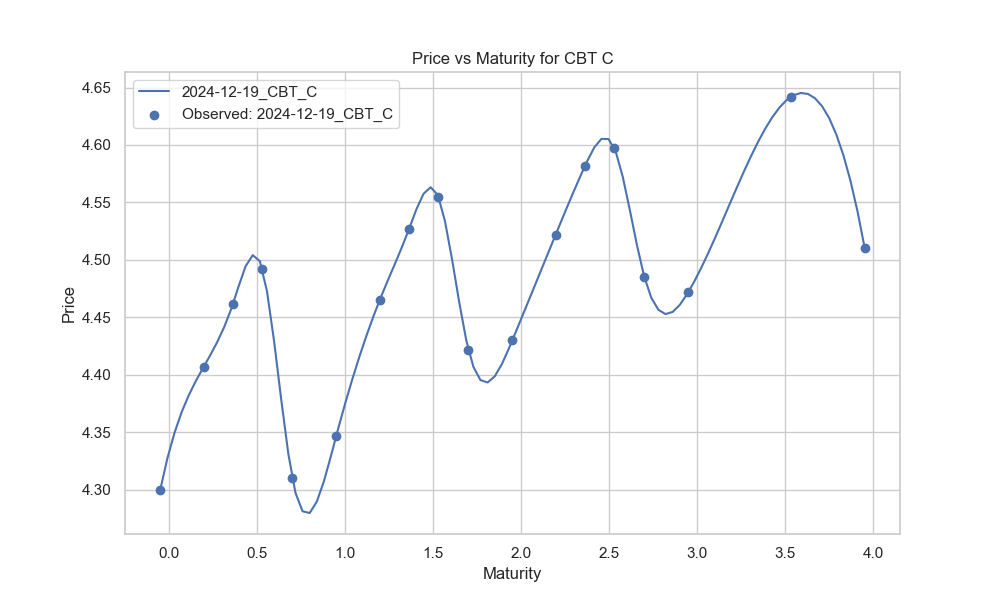 Price vs Maturity for CBT C
2024-12-19_CBT_C
Observed: 2024-12-19_CBT_C
4.65
4.60
4.55
4.50
4.45
4.40
4.35
4.30
Price
0.0 0.5 1.0 1.5 2.0 2.5 3.0 3.5 4.0
Maturity